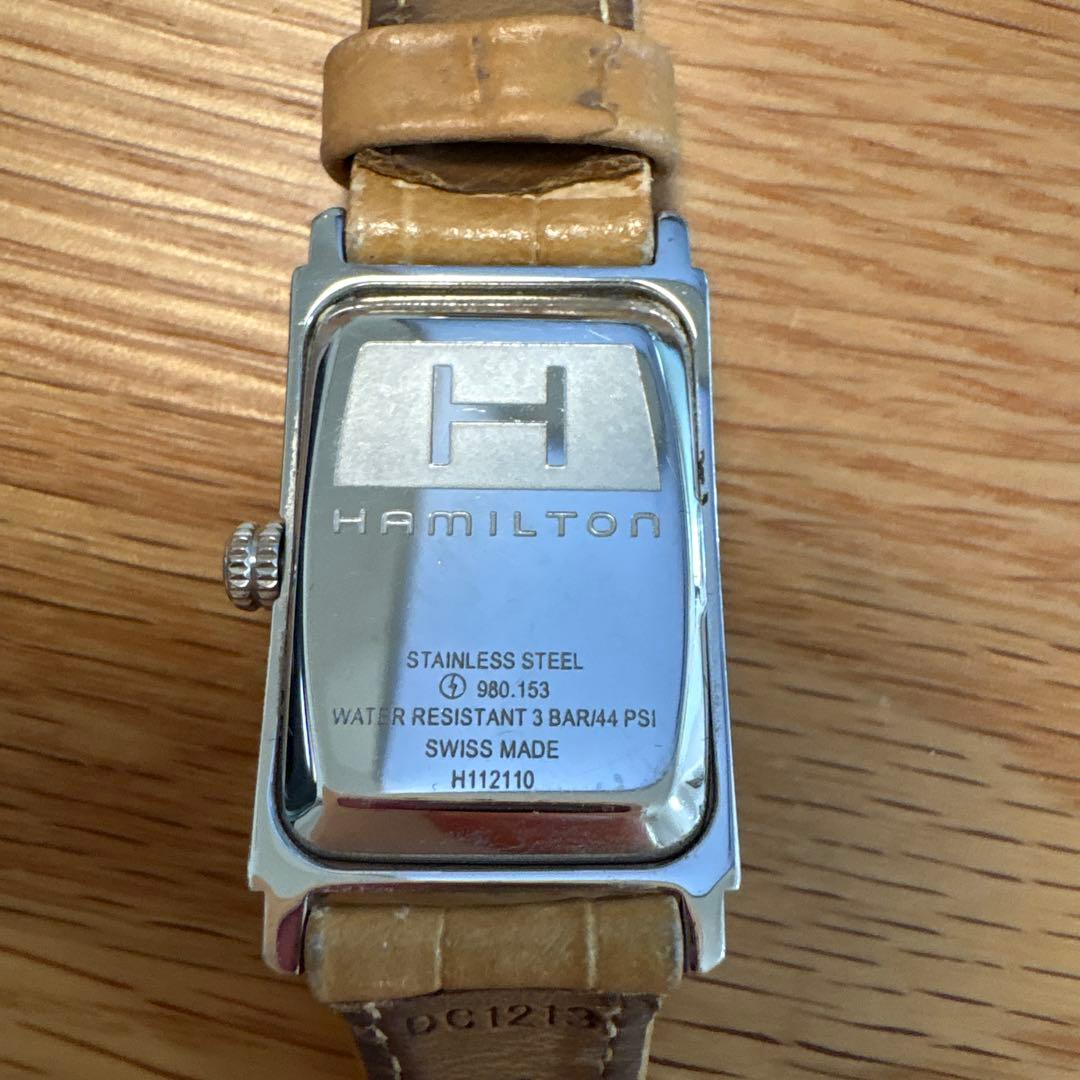 H
HAMILTON
STAINLESS STEEL
980.153
WATER RESISTANT 3 BAR/44 PSI
SWISS MADE
H112110
DC1213